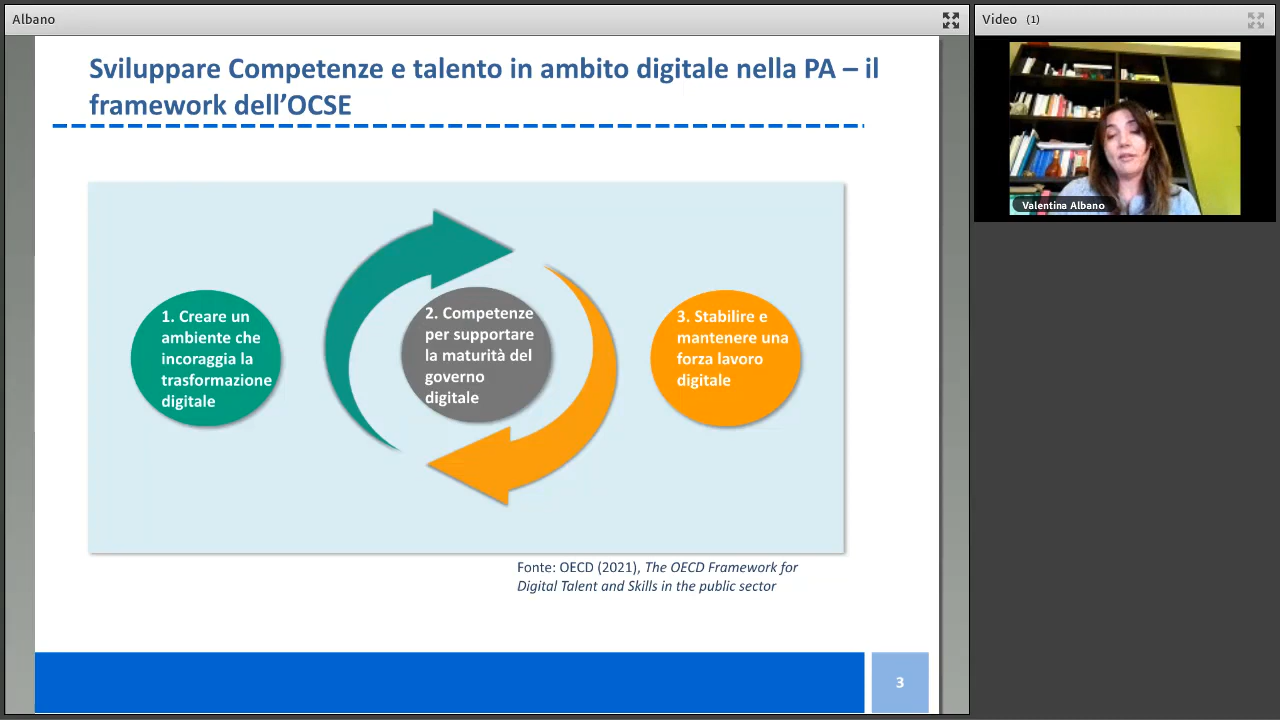 Albano
Video (1)
Sviluppare Competenze e talento in ambito digitale nella PA – il
framework dell'OCSE
1. Creare un
ambiente che
incoraggia la
trasformazione
digitale
2. Competenze
per supportare
la maturità del
governo
digitale
3. Stabilire e
mantenere una
forza lavoro
digitale
Fonte: OECD (2021), The OECD Framework for
Digital Talent and Skills in the public sector
3
Valentina Albano